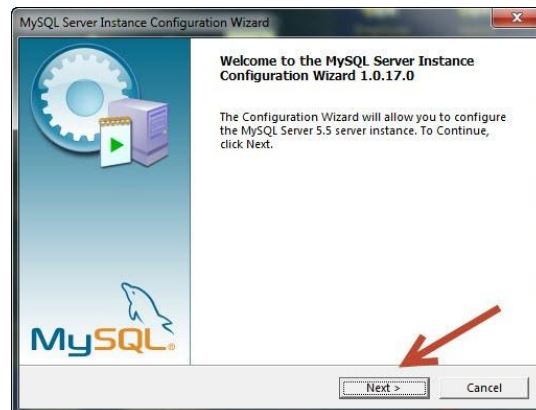 MySQL Server Instance Configuration Wizard
Welcome to the MySQL Server Instance
Configuration Wizard 1.0.17.0
The Configuration Wizard will allow you to configure
the MySQL Server 5.5 server instance. To Continue,
click Next.
MySQL®
Next >
Cancel